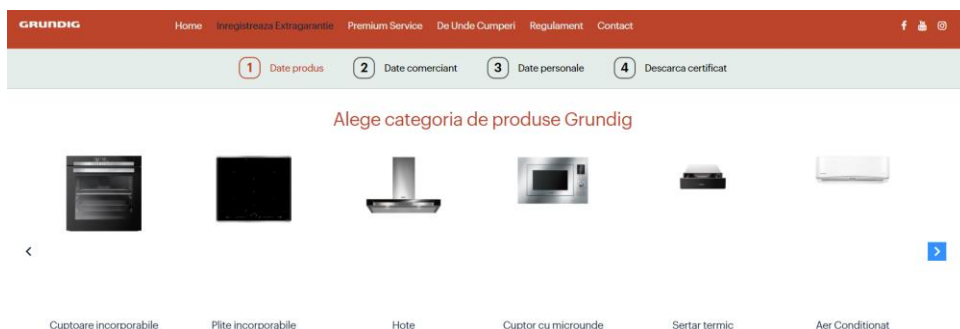 GRUNDIG Home Inregistreaza Extragarantie Premium Service De Unde Cumperi Regulament Contact
1 Date produs 2 Date comerciant 3 Date personale 4 Descarca certificat
Alege categoria de produse Grundig
Cuptoare incorporabile Plite incorporabile Hote Cuptor cu microunde Sertar termic Aer Conditionat